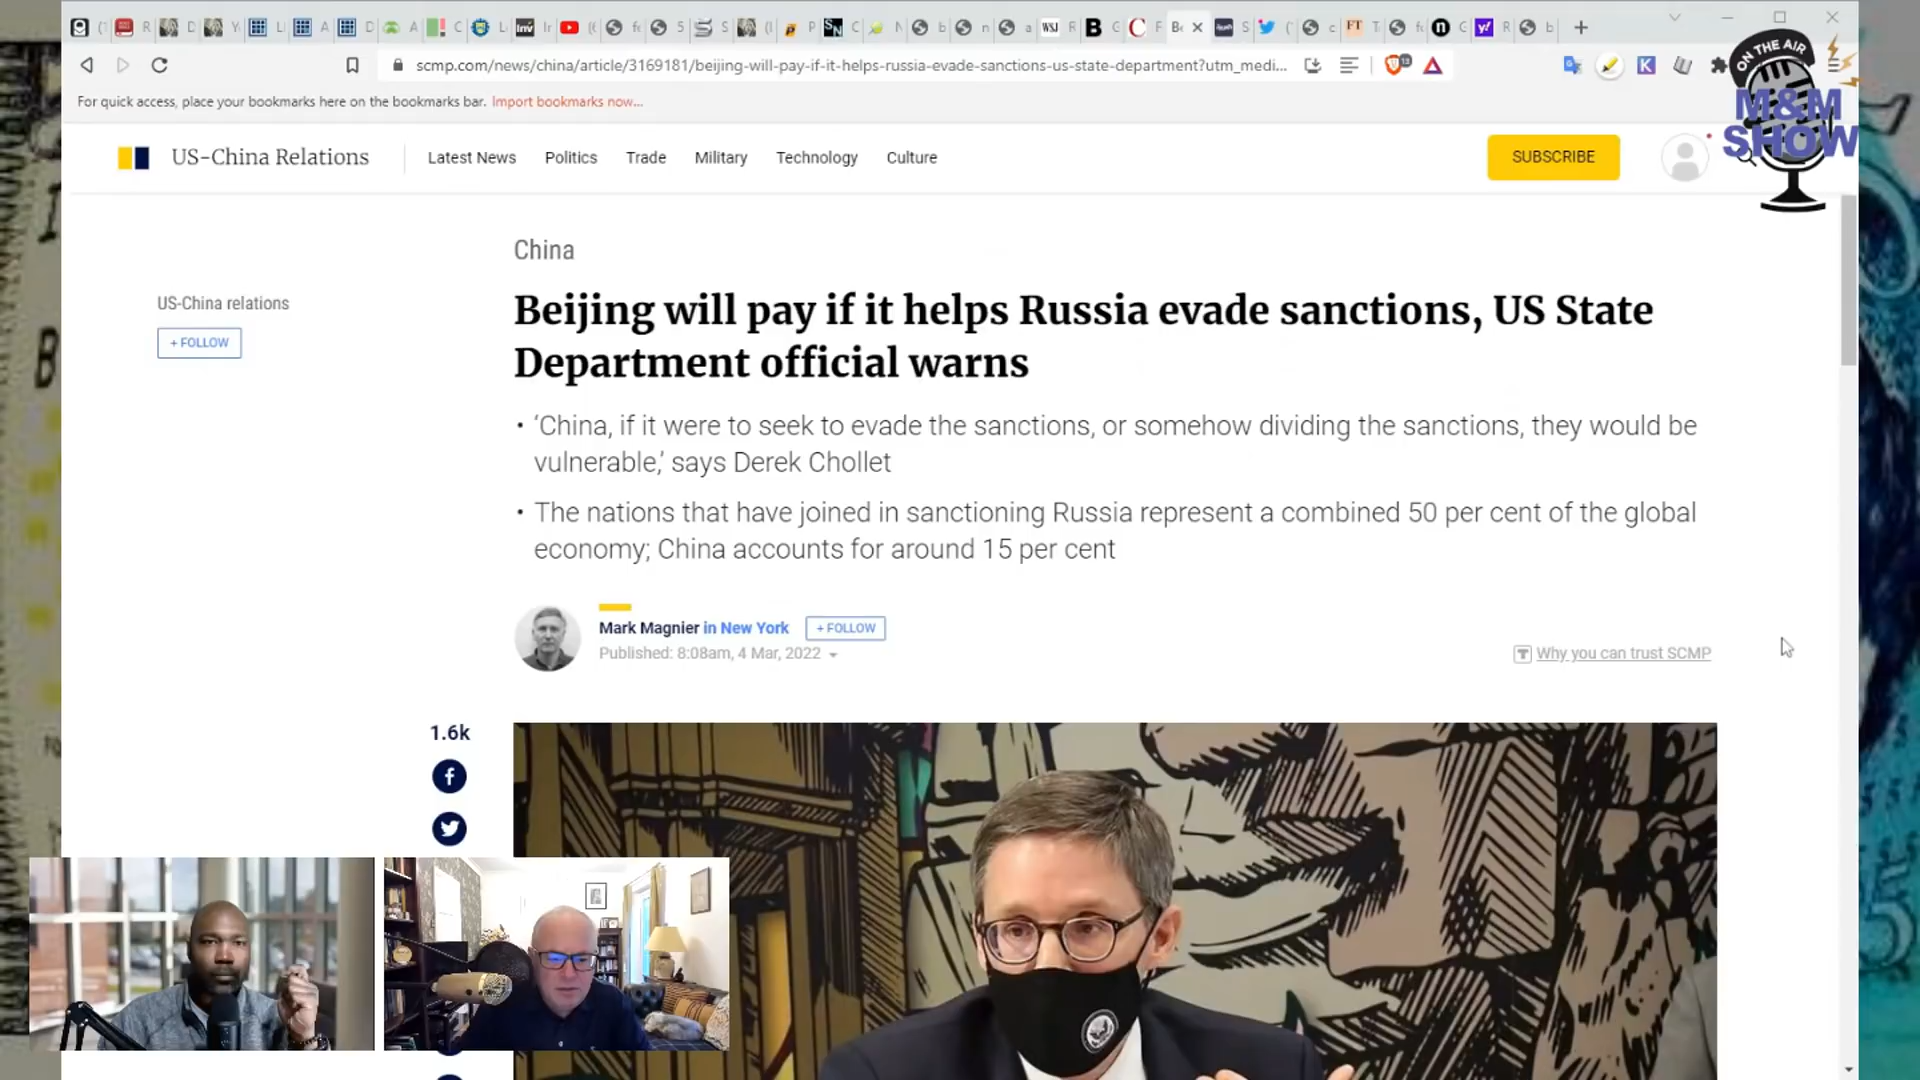 scmp.com/news/china/article/3169181/beijing-will-pay-if-it-helps-russia-evade-sanctions-us-state-department?utm_medi...
For quick access, place your bookmarks here on the bookmarks bar. Import bookmarks now...
ON THE AIR
M&M
SHOW
US-China Relations
Latest News Politics Trade Military Technology Culture
SUBSCRIBE
China
US-China relations
+ FOLLOW
Beijing will pay if it helps Russia evade sanctions, US State
Department official warns
• ‘China, if it were to seek to evade the sanctions, or somehow dividing the sanctions, they would be
vulnerable,’ says Derek Chollet
• The nations that have joined in sanctioning Russia represent a combined 50 per cent of the global
economy; China accounts for around 15 per cent
Mark Magnier in New York + FOLLOW
Published: 8:08am, 4 Mar, 2022
Why you can trust SCMP
1.6k